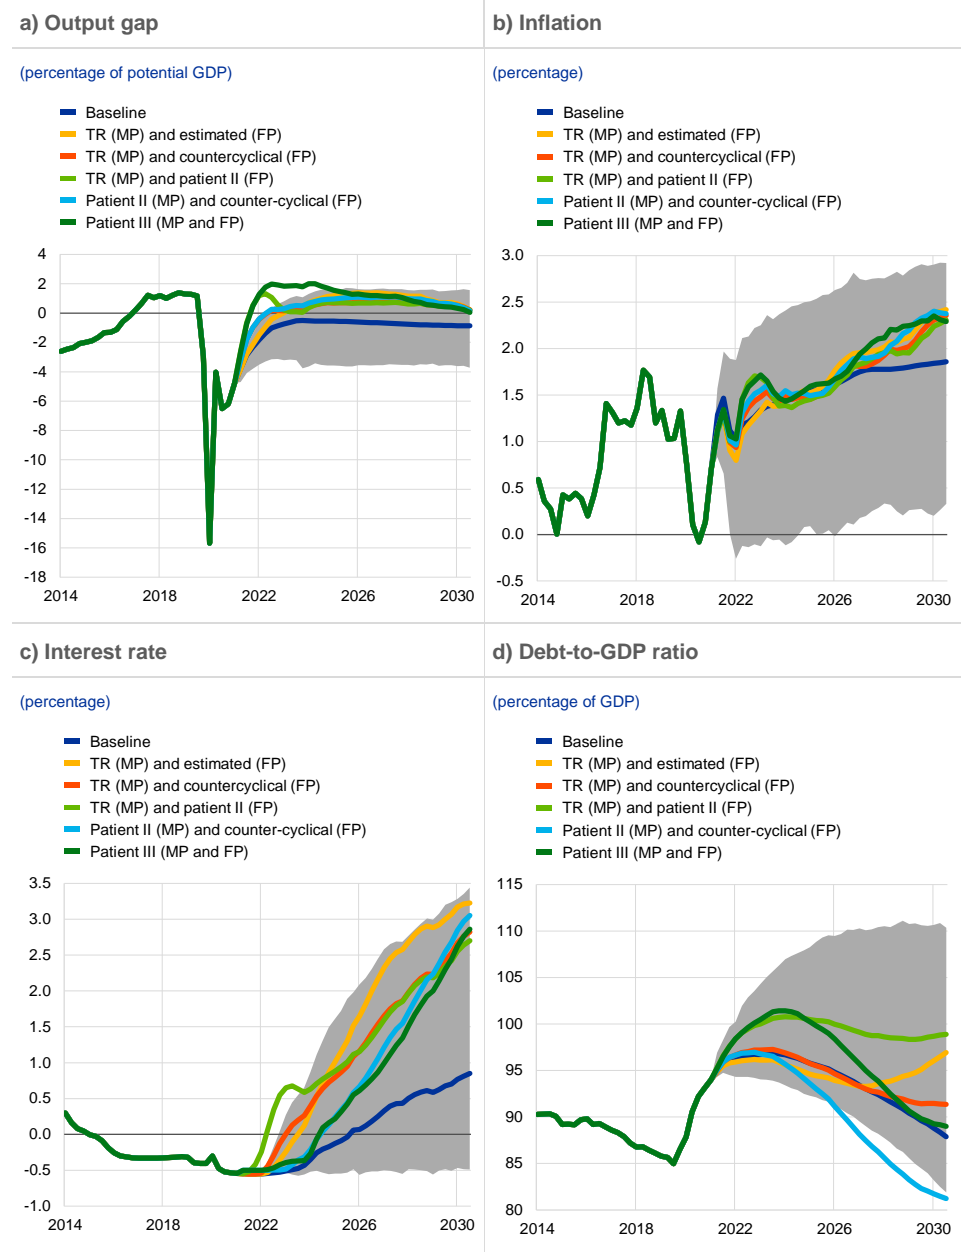 a) Output gap
(percentage of potential GDP)
Baseline
TR (MP) and estimated (FP)
TR (MP) and countercyclical (FP)
TR (MP) and patient II (FP)
Patient II (MP) and counter-cyclical (FP)
Patient III (MP and FP)
4
2
0
-2
-4
-6
-8
-10
-12
-14
-16
-18
2014 2018 2022 2026 2030
b) Inflation
(percentage)
Baseline
TR (MP) and estimated (FP)
TR (MP) and countercyclical (FP)
TR (MP) and patient II (FP)
Patient II (MP) and counter-cyclical (FP)
Patient III (MP and FP)
3.0
2.5
2.0
1.5
1.0
0.5
0.0
-0.5
2014 2018 2022 2026 2030
c) Interest rate
(percentage)
Baseline
TR (MP) and estimated (FP)
TR (MP) and countercyclical (FP)
TR (MP) and patient II (FP)
Patient II (MP) and counter-cyclical (FP)
Patient III (MP and FP)
3.5
3.0
2.5
2.0
1.5
1.0
0.5
0.0
-0.5
-1.0
2014 2018 2022 2026 2030
d) Debt-to-GDP ratio
(percentage of GDP)
Baseline
TR (MP) and estimated (FP)
TR (MP) and countercyclical (FP)
TR (MP) and patient II (FP)
Patient II (MP) and counter-cyclical (FP)
Patient III (MP and FP)
115
110
105
100
95
90
85
80
2014 2018 2022 2026 2030